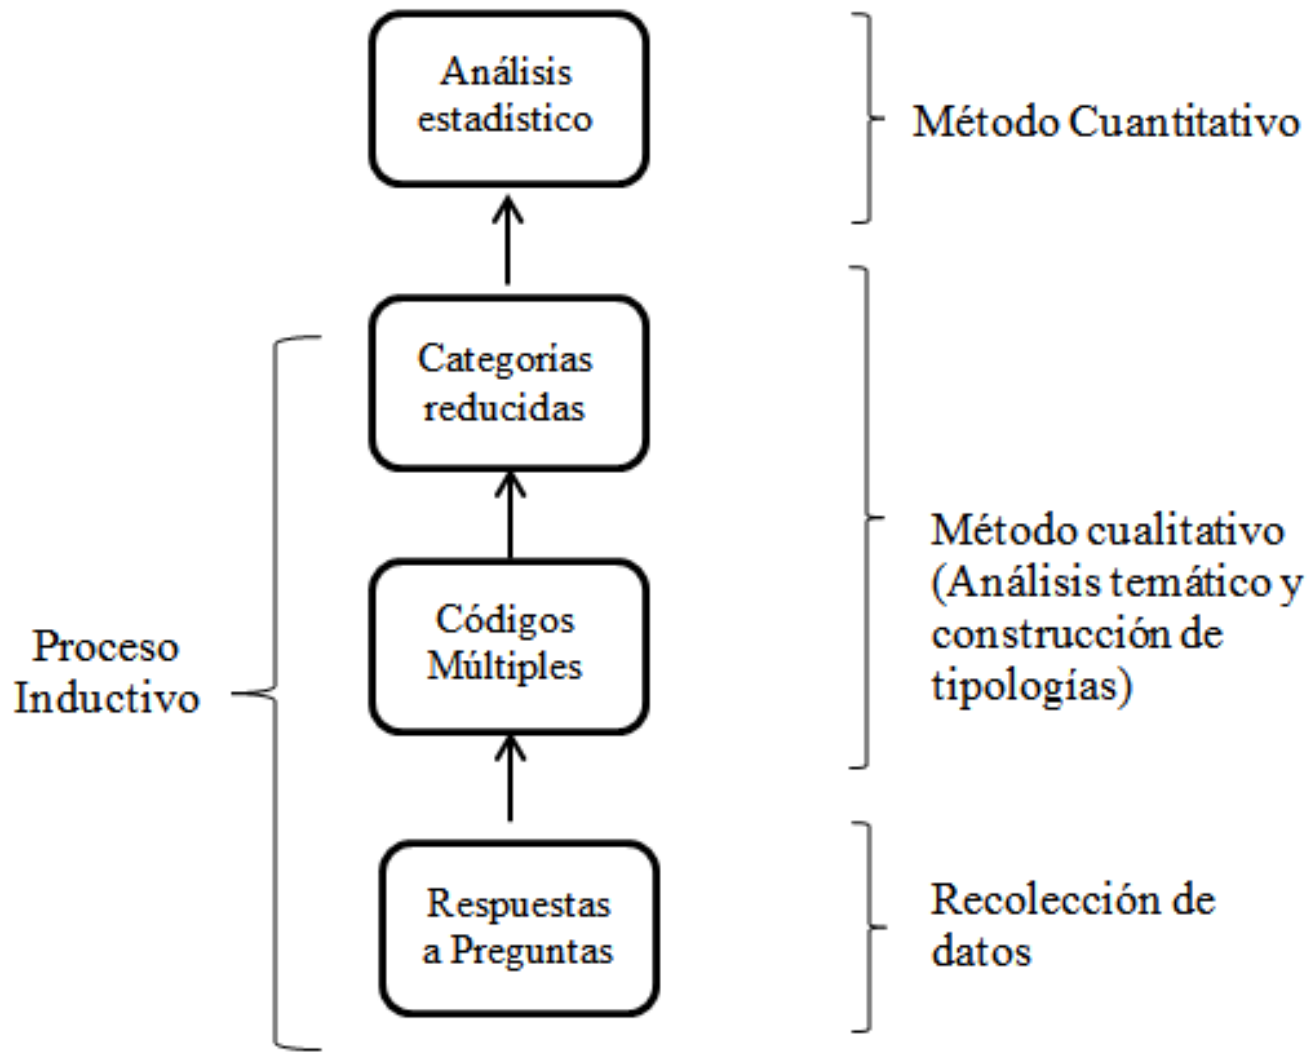 Análisis
estadístico
Método Cuantitativo
Categorías
reducidas
Método cualitativo
(Análisis temático y
construcción de
tipologías)
Códigos
Múltiples
Proceso
Inductivo
Respuestas
a Preguntas
Recolección de
datos